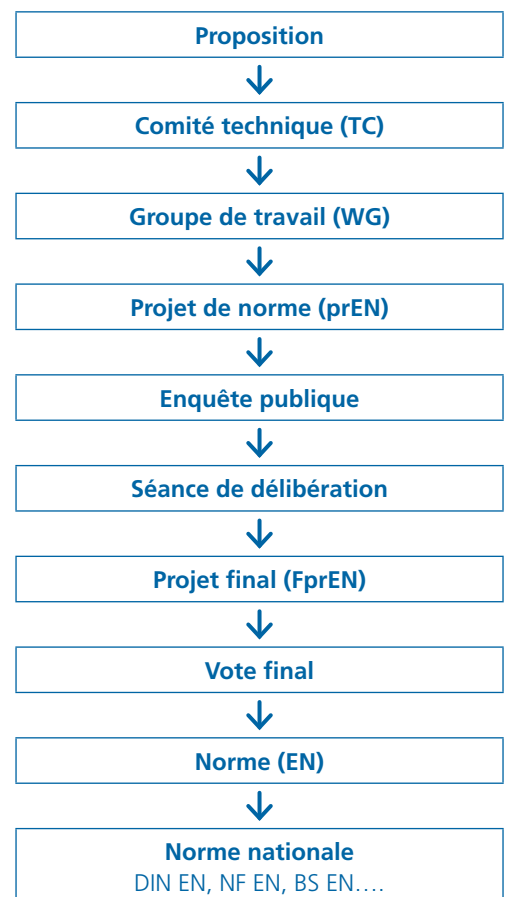 Proposition
Comité technique (TC)
Groupe de travail (WG)
Projet de norme (prEN)
Enquête publique
Séance de délibération
Projet final (FprEN)
Vote final
Norme (EN)
Norme nationale
DIN EN, NF EN, BS EN....